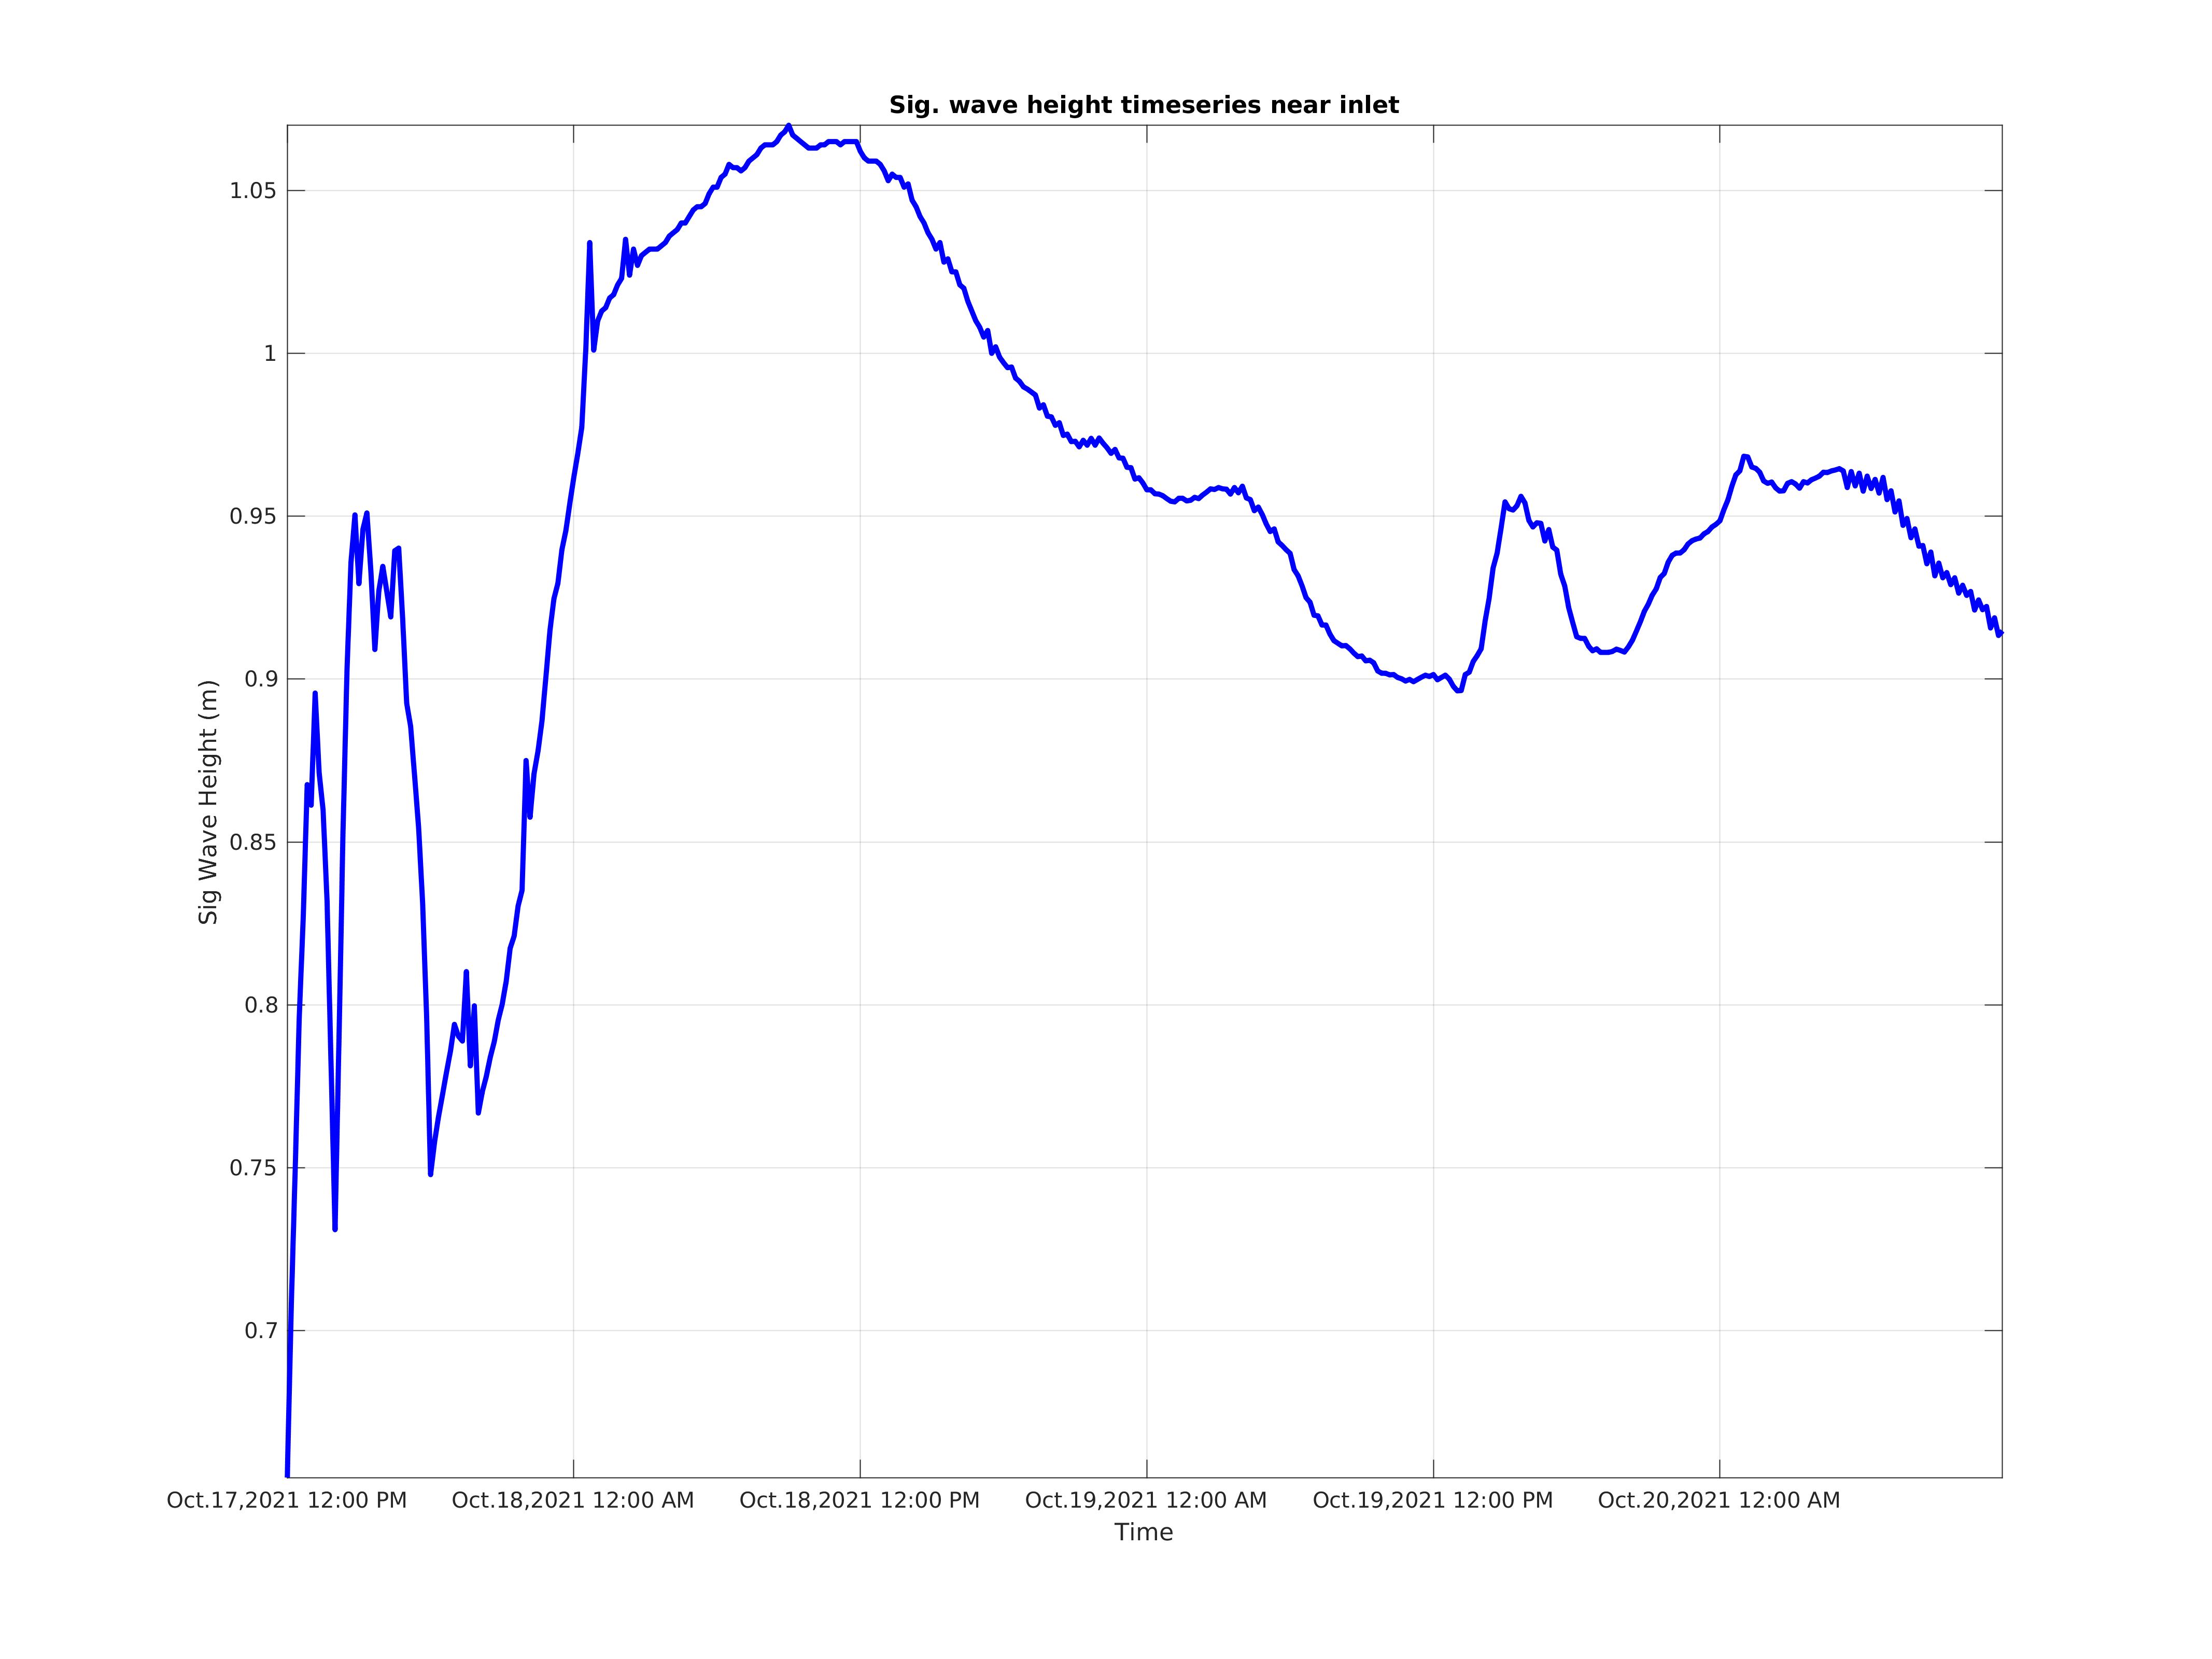 Sig. wave height timeseries near inlet
Sig Wave Height (m)
1.05
1
0.95
0.9
0.85
0.8
0.75
0.7
Oct.17,2021 12:00 PM Oct.18,2021 12:00 AM Oct.18,2021 12:00 PM Oct.19,2021 12:00 AM Oct.19,2021 12:00 PM Oct.20,2021 12:00 AM
Time